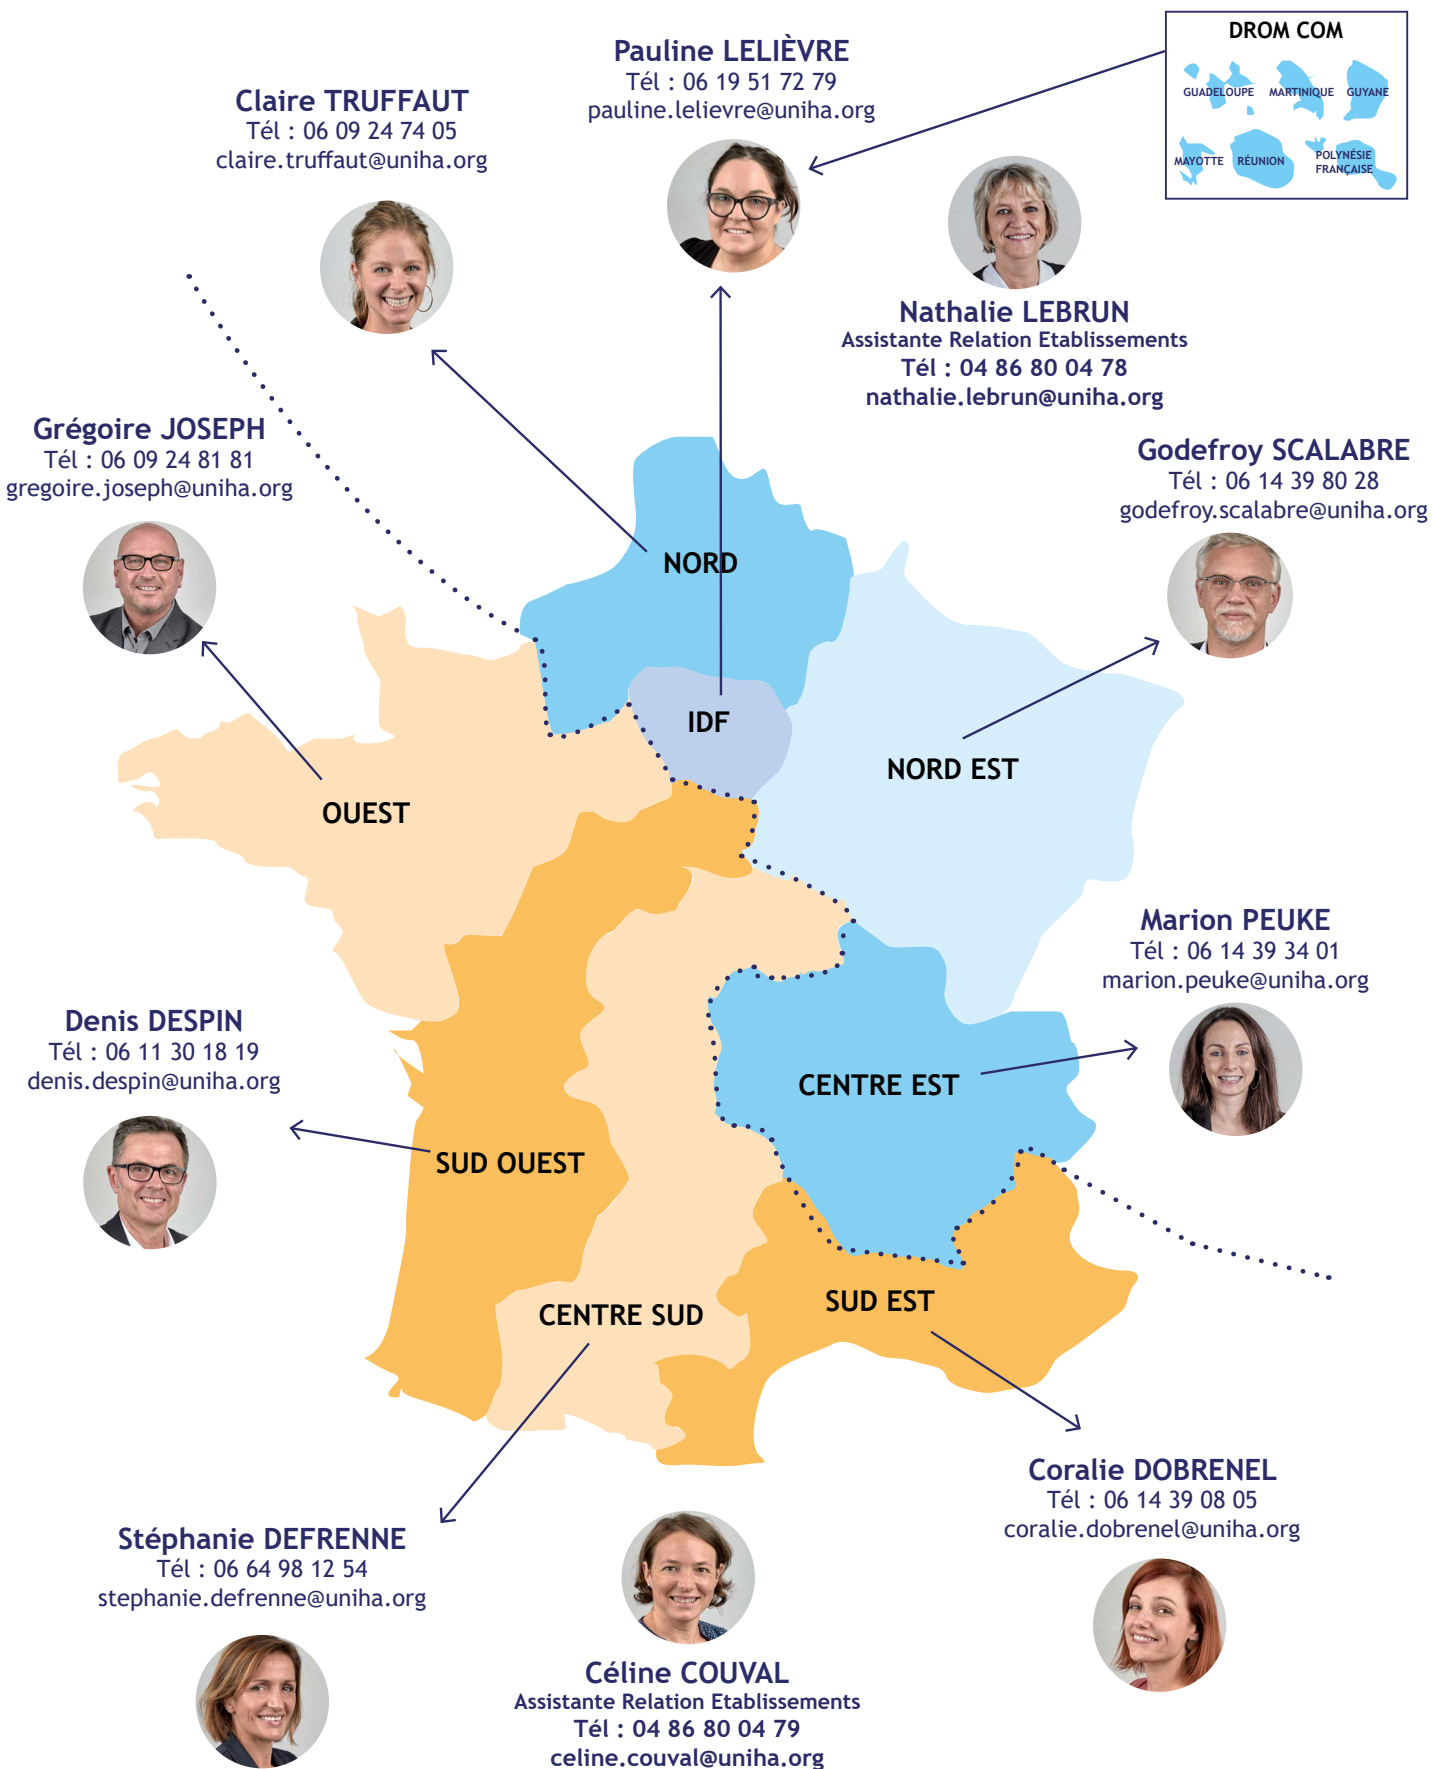 DROM COM
GUADELOUPE MARTINIQUE GUYANE
MAYOTTE RÉUNION POLYNÉSIE
FRANÇAISE
Pauline LELIÈVRE
Tél : 06 19 51 72 79
pauline.lelievre@uniha.org
Claire TRUFFAUT
Tél : 06 09 24 74 05
claire.truffaut@uniha.org
Nathalie LEBRUN
Assistante Relation Etablissements
Tél : 04 86 80 04 78
nathalie.lebrun@uniha.org
Grégoire JOSEPH
Tél : 06 09 24 81 81
gregoire.joseph@uniha.org
Godefroy SCALABRE
Tél : 06 14 39 80 28
godefroy.scalabre@uniha.org
NORD
IDF
NORD EST
OUEST
Marion PEUKE
Tél : 06 14 39 34 01
marion.peuke@uniha.org
Denis DESPIN
Tél : 06 11 30 18 19
denis.despin@uniha.org
CENTRE EST
SUD OUEST
SUD EST
CENTRE SUD
Coralie DOBRENEL
Tél : 06 14 39 08 05
coralie.dobrenel@uniha.org
Stéphanie DEFRENNE
Tél : 06 64 98 12 54
stephanie.defrenne@uniha.org
Céline COUVAL
Assistante Relation Etablissements
Tél : 04 86 80 04 79
celine.couval@uniha.org